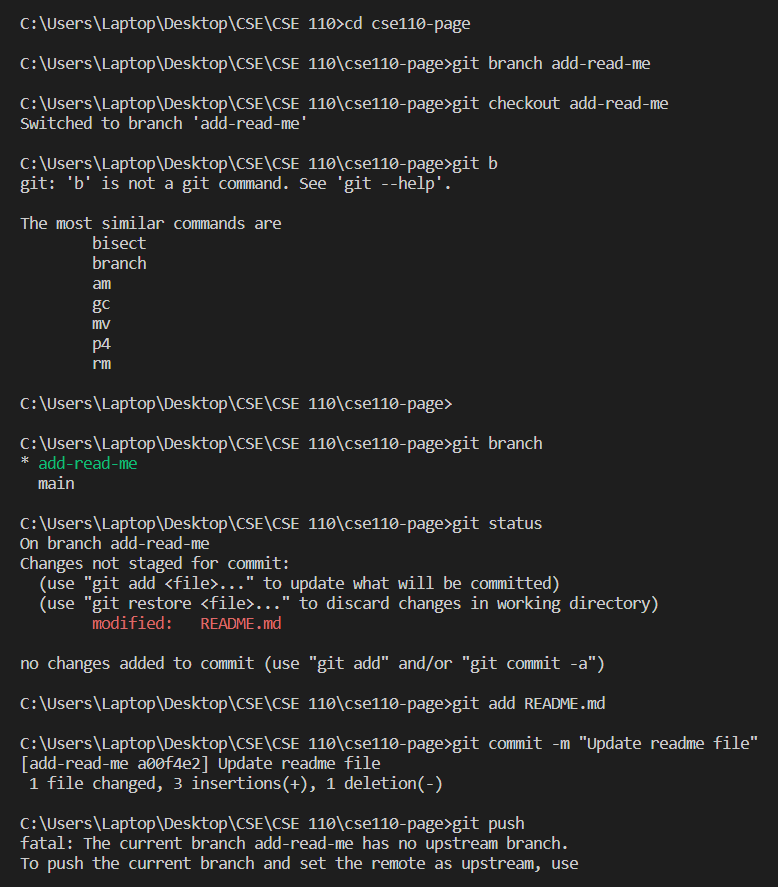 C:\Users\Laptop\Desktop\CSE\CSE 110>cd cse110-page
C:\Users\Laptop\Desktop\CSE\CSE 110\cse110-page>git branch add-read-me
C:\Users\Laptop\Desktop\CSE\CSE 110\cse110-page>git checkout add-read-me
Switched to branch 'add-read-me'
C:\Users\Laptop\Desktop\CSE\CSE 110\cse110-page>git b
git: 'b' is not a git command. See 'git --help'.
The most similar commands are
bisect
branch
am
gc
mv
p4
rm
C:\Users\Laptop\Desktop\CSE\CSE 110\cse110-page>
C:\Users\Laptop\Desktop\CSE\CSE 110\cse110-page>git branch
* add-read-me
main
C:\Users\Laptop\Desktop\CSE\CSE 110\cse110-page>git status
On branch add-read-me
Changes not staged for commit:
(use "git add <file>..." to update what will be committed)
(use "git restore <file>..." to discard changes in working directory)
modified:   README.md
no changes added to commit (use "git add" and/or "git commit -a")
C:\Users\Laptop\Desktop\CSE\CSE 110\cse110-page>git add README.md
C:\Users\Laptop\Desktop\CSE\CSE 110\cse110-page>git commit -m "Update readme file"
[add-read-me a00f4e2] Update readme file
1 file changed, 3 insertions(+), 1 deletion(-)
C:\Users\Laptop\Desktop\CSE\CSE 110\cse110-page>git push
fatal: The current branch add-read-me has no upstream branch.
To push the current branch and set the remote as upstream, use